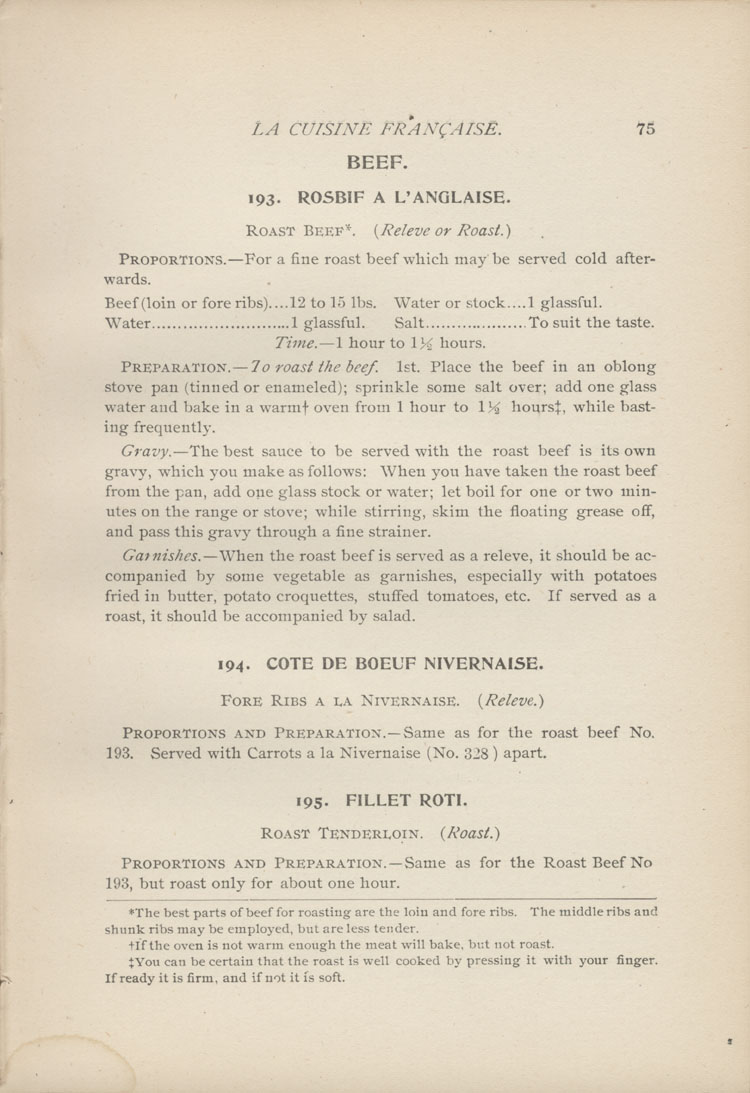 LA CUISINE FRANÇAISE. 75
BEEF.
193. ROSBIF A L'ANGLAISE.
ROAST BEEF*. (Releve or Roast.)
PROPORTIONS.—For a fine roast beef which may be served cold after-
wards.
Beef (loin or fore ribs)....12 to 15 lbs. Water or stock....1 glassful.
Water...........................1 glassful. Salt....................To suit the taste.
Time.—1 hour to 1½ hours.
PREPARATION.—To roast the beef. 1st. Place the beef in an oblong
stove pan (tinned or enameled); sprinkle some salt over; add one glass
water and bake in a warm† oven from 1 hour to 1½ hours‡, while bast-
ing frequently.
Gravy.—The best sauce to be served with the roast beef is its own
gravy, which you make as follows: When you have taken the roast beef
from the pan, add one glass stock or water; let boil for one or two min-
utes on the range or stove; while stirring, skim the floating grease off,
and pass this gravy through a fine strainer.
Garnishes.—When the roast beef is served as a releve, it should be ac-
companied by some vegetable as garnishes, especially with potatoes
fried in butter, potato croquettes, stuffed tomatoes, etc. If served as a
roast, it should be accompanied by salad.
194. COTE DE BOEUF NIVERNAISE.
FORE RIBS A LA NIVERNAISE. (Releve.)
PROPORTIONS AND PREPARATION.—Same as for the roast beef No.
193. Served with Carrots a la Nivernaise (No. 328) apart.
195. FILLET ROTI.
ROAST TENDERLOIN. (Roast.)
PROPORTIONS AND PREPARATION.—Same as for the Roast Beef No
193, but roast only for about one hour.
*The best parts of beef for roasting are the loin and fore ribs. The middle ribs and
shunk ribs may be employed, but are less tender.
†If the oven is not warm enough the meat will bake, but not roast.
‡You can be certain that the roast is well cooked by pressing it with your finger.
If ready it is firm, and if not it is soft.